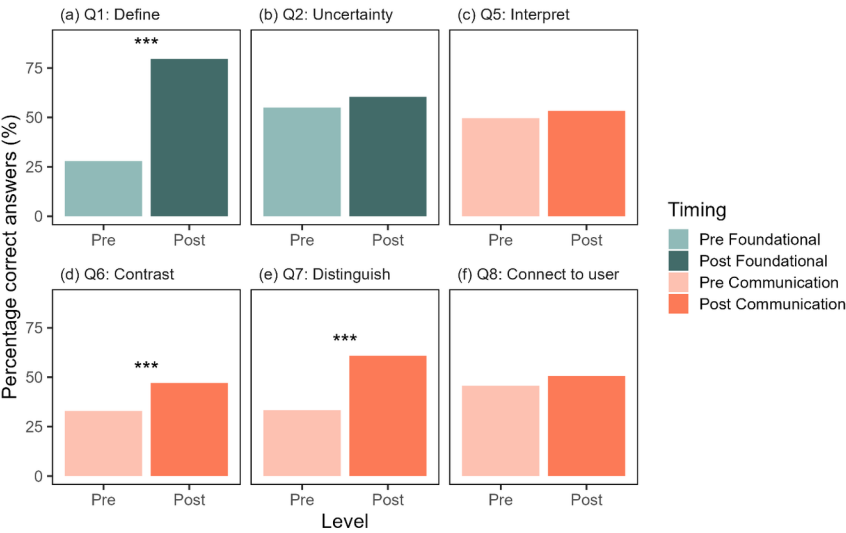 (a) Q1: Define
(b) Q2: Uncertainty
(c) Q5: Interpret
***
75
50
25
0
Pre
Post
Pre
Post
Pre
Post
(d) Q6: Contrast
(e) Q7: Distinguish
(f) Q8: Connect to user
***
***
75
50
25
0
Pre
Post
Pre
Post
Pre
Post
Level
Percentage correct answers (%)
Timing
Pre Foundational
Post Foundational
Pre Communication
Post Communication